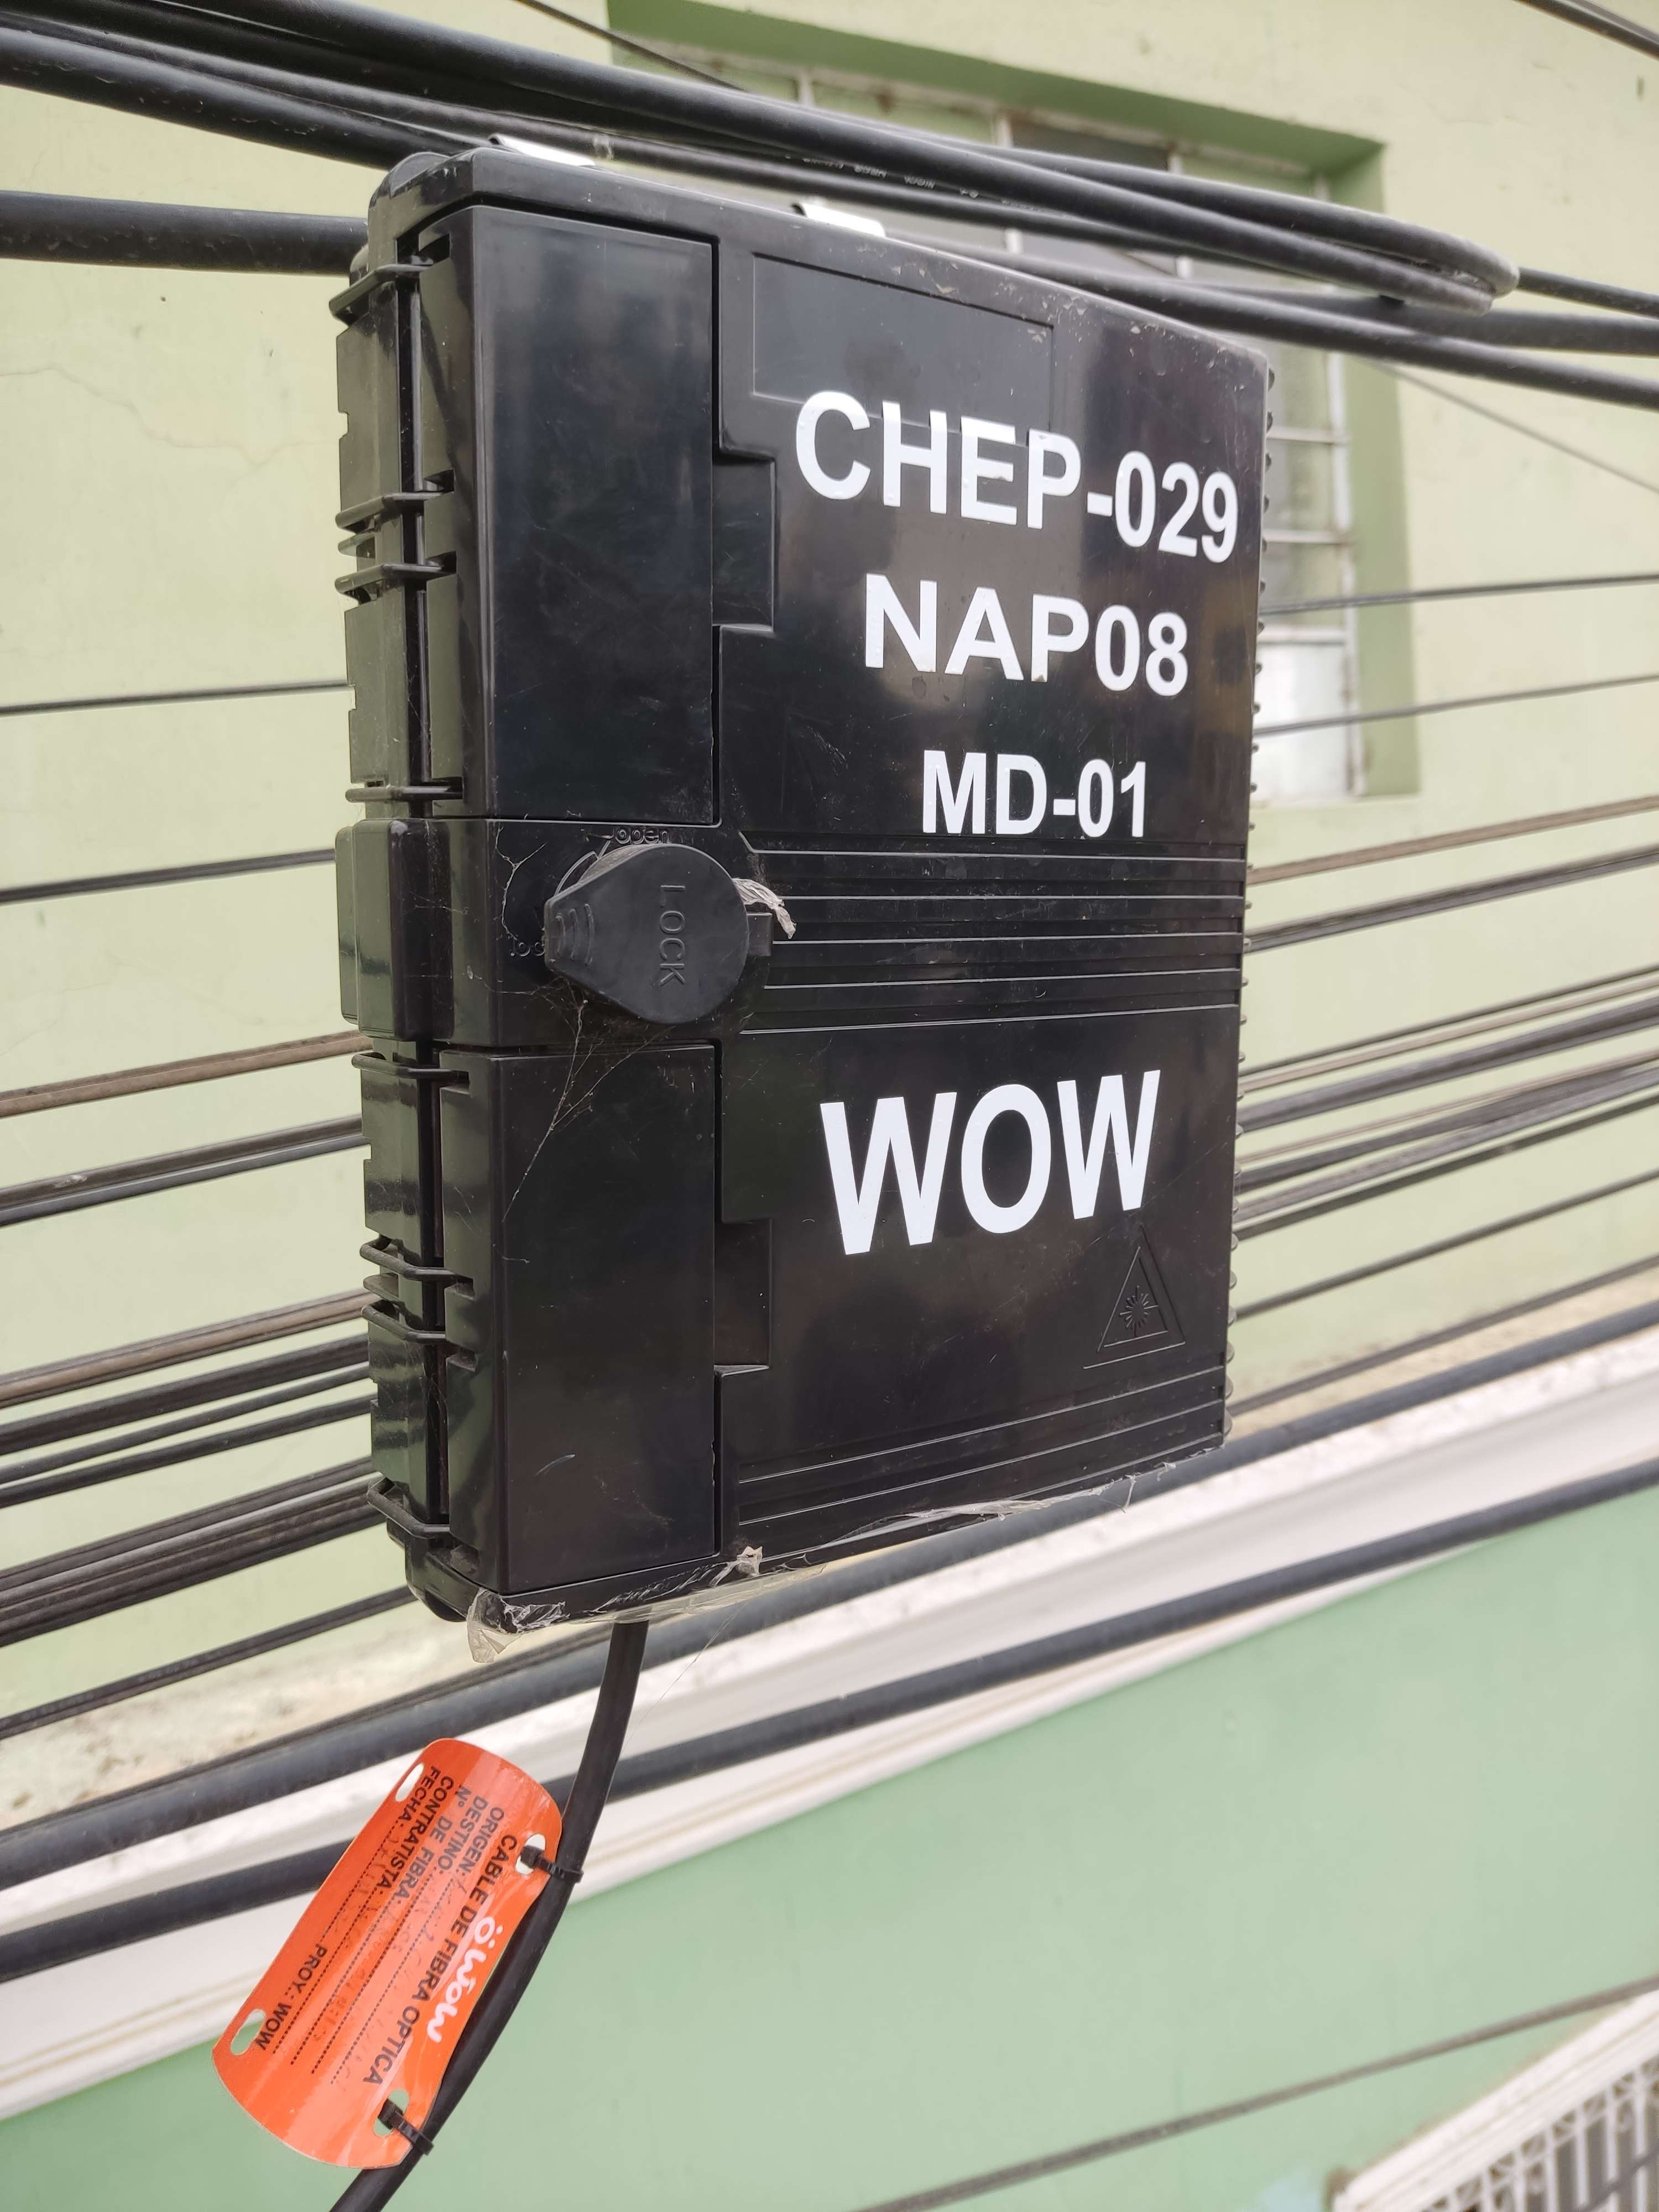 CHEP-029
NAP08
MD-01
open
LOCK
WOW
wow
CABLE DE FIBRA OPTICA
ORIGEN:
DESTINO:
N° DE FIBRA:
CONTRATISTA:
FECHA: PROY.: WOW